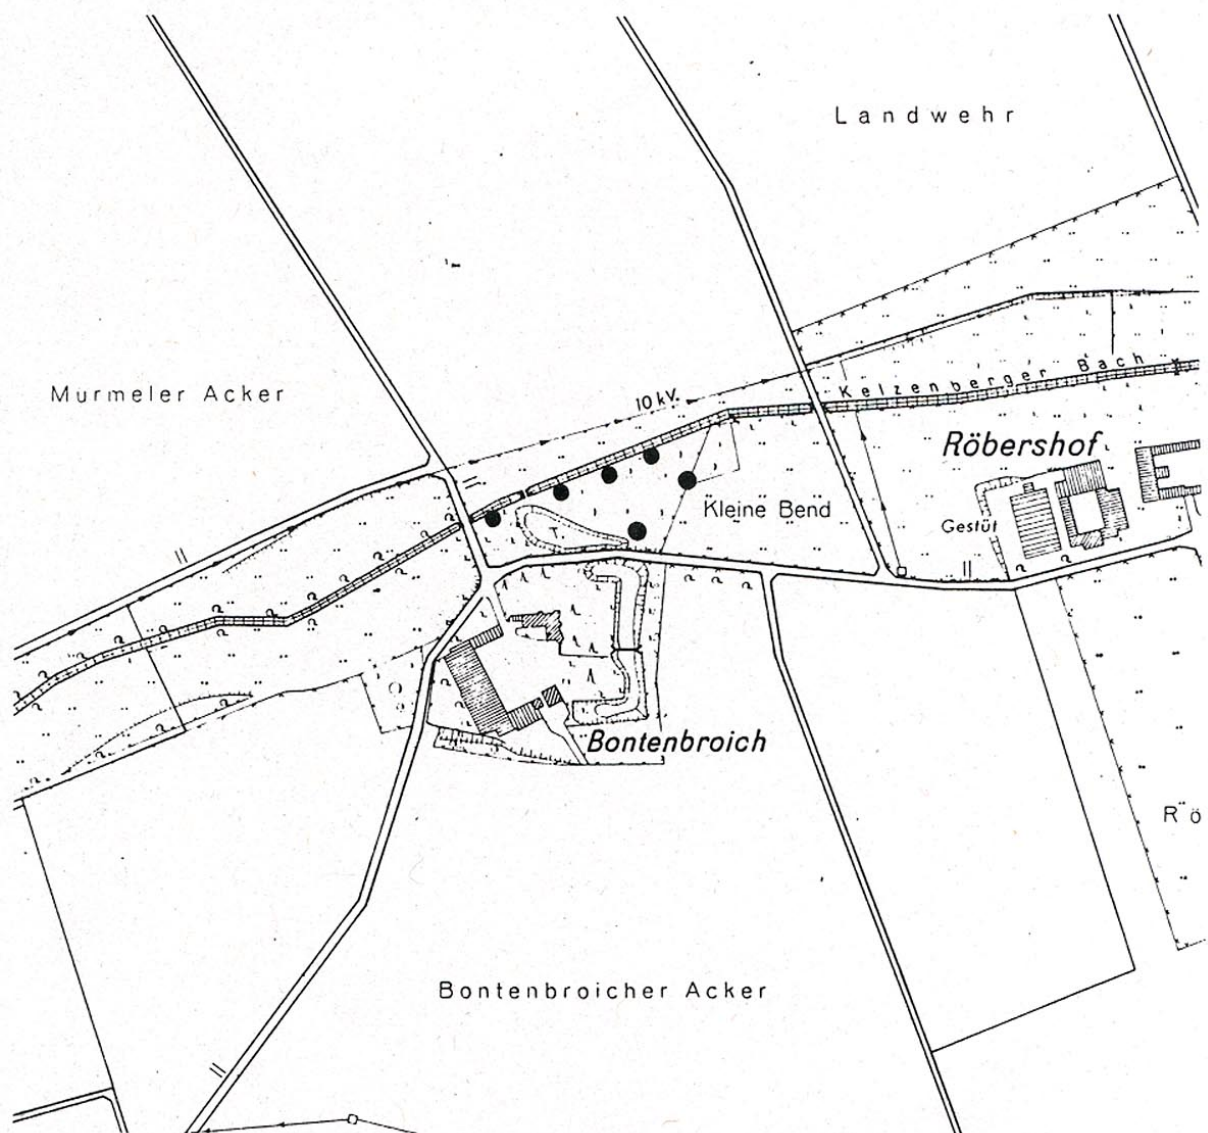 Landwehr
Murmeler Acker
10 kV.
Kelzenberger Bach
Röbershof
Kleine Bend
Gestüt
T.
Bontenbroich
Rö
Bontenbroicher Acker